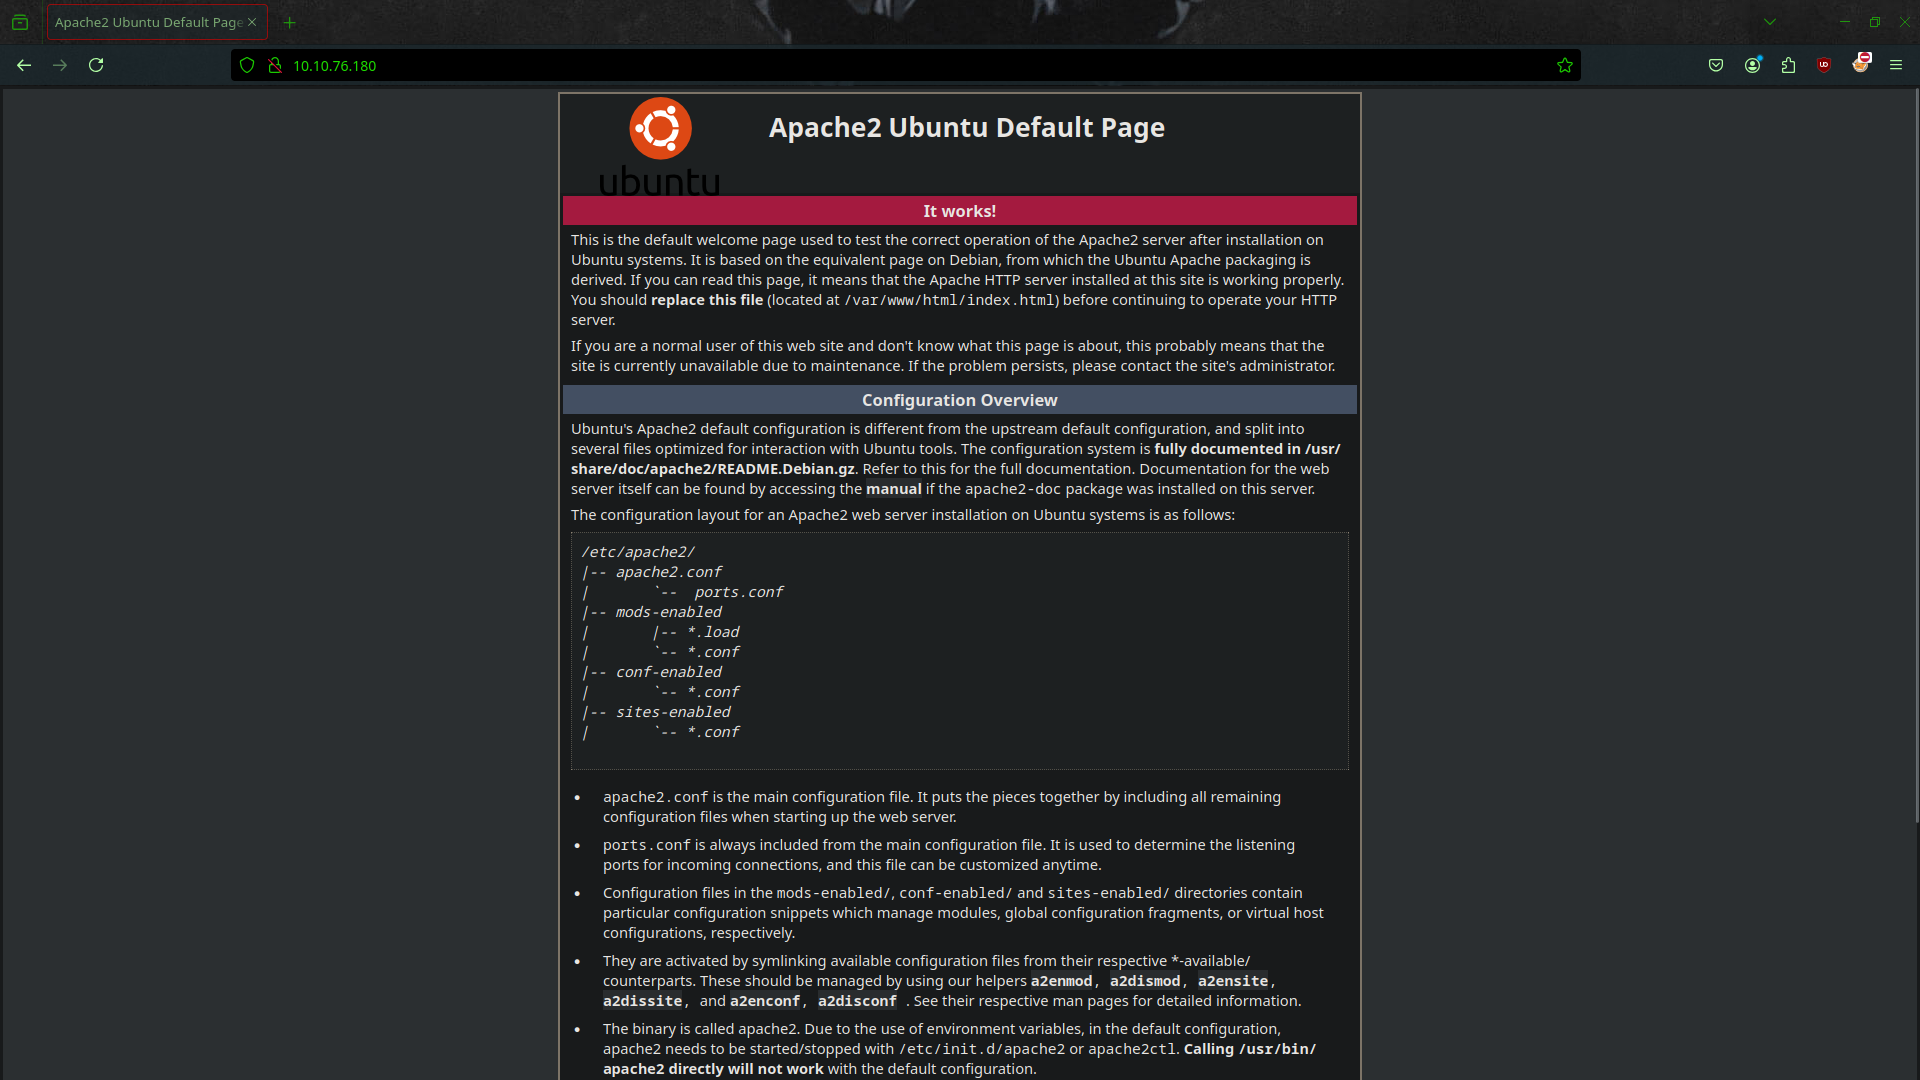 Apache2 Ubuntu Default Page
10.10.76.180
ubuntu
Apache2 Ubuntu Default Page
It works!
This is the default welcome page used to test the correct operation of the Apache2 server after installation on
Ubuntu systems. It is based on the equivalent page on Debian, from which the Ubuntu Apache packaging is
derived. If you can read this page, it means that the Apache HTTP server installed at this site is working properly.
You should replace this file (located at /var/www/html/index.html) before continuing to operate your HTTP
server.
If you are a normal user of this web site and don't know what this page is about, this probably means that the
site is currently unavailable due to maintenance. If the problem persists, please contact the site's administrator.
Configuration Overview
Ubuntu's Apache2 default configuration is different from the upstream default configuration, and split into
several files optimized for interaction with Ubuntu tools. The configuration system is fully documented in /usr/
share/doc/apache2/README.Debian.gz. Refer to this for the full documentation. Documentation for the web
server itself can be found by accessing the manual if the apache2-doc package was installed on this server.
The configuration layout for an Apache2 web server installation on Ubuntu systems is as follows:
/etc/apache2/
|-- apache2.conf
|       `--  ports.conf
|-- mods-enabled
|       |-- *.load
|       `-- *.conf
|-- conf-enabled
|       `-- *.conf
|-- sites-enabled
|       `-- *.conf
• apache2.conf is the main configuration file. It puts the pieces together by including all remaining
configuration files when starting up the web server.
• ports.conf is always included from the main configuration file. It is used to determine the listening
ports for incoming connections, and this file can be customized anytime.
• Configuration files in the mods-enabled/, conf-enabled/ and sites-enabled/ directories contain
particular configuration snippets which manage modules, global configuration fragments, or virtual host
configurations, respectively.
• They are activated by symlinking available configuration files from their respective *-available/
counterparts. These should be managed by using our helpers a2enmod, a2dismod, a2ensite,
a2dissite, and a2enconf, a2disconf . See their respective man pages for detailed information.
• The binary is called apache2. Due to the use of environment variables, in the default configuration,
apache2 needs to be started/stopped with /etc/init.d/apache2 or apache2ctl. Calling /usr/bin/
apache2 directly will not work with the default configuration.